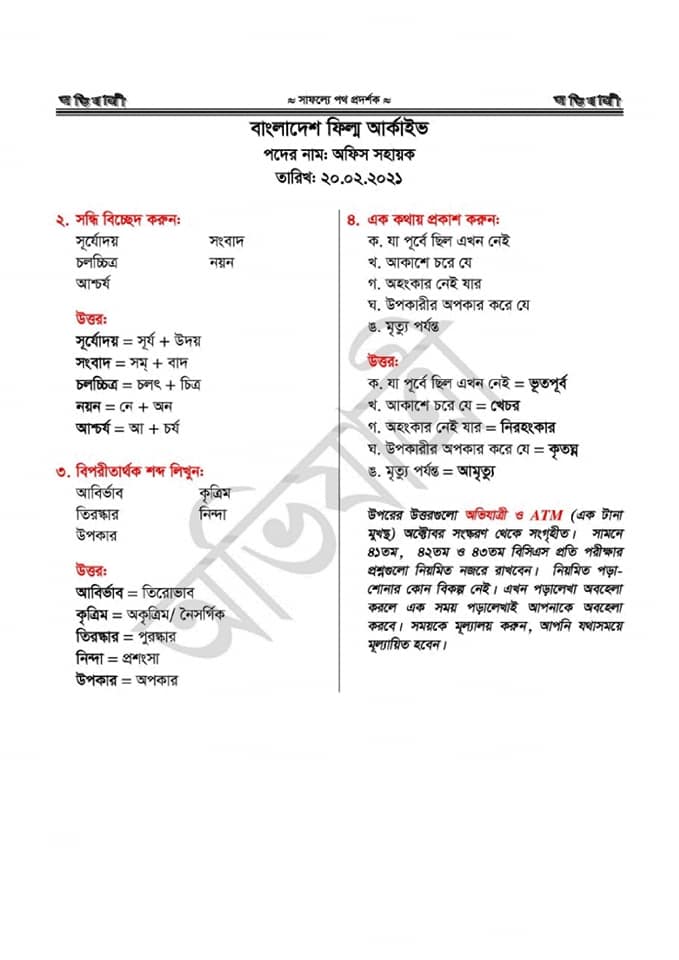 অভিযাত্রী
≈ সাফল্যে পথ প্রদর্শক ≈
অভিযাত্রী
বাংলাদেশ ফিল্ম আর্কাইভ
পদের নাম: অফিস সহায়ক
তারিখ: ২০.০২.২০২১
২. সন্ধি বিচ্ছেদ করুন:
সূর্যোদয় সংবাদ
চলচ্চিত্র নয়ন
আশ্চর্য
উত্তর:
সূর্যোদয় = সূর্য + উদয়
সংবাদ = সম্ + বাদ
চলচ্চিত্র = চলৎ + চিত্র
নয়ন = নে + অন
আশ্চর্য = আ + চর্য
৩. বিপরীতার্থক শব্দ লিখুন:
আবির্ভাব কৃত্রিম
তিরস্কার নিন্দা
উপকার
উত্তর:
আবির্ভাব = তিরোভাব
কৃত্রিম = অকৃত্রিম/ নৈসর্গিক
তিরষ্কার = পুরষ্কার
নিন্দা = প্রশংসা
উপকার = অপকার
৪. এক কথায় প্রকাশ করুন:
ক. যা পূর্বে ছিল এখন নেই
খ. আকাশে চরে যে
গ. অহংকার নেই যার
ঘ. উপকারীর অপকার করে যে
ঙ. মৃত্যু পর্যন্ত
উত্তর:
ক. যা পূর্বে ছিল এখন নেই = ভূতপূর্ব
খ. আকাশে চরে যে = খেচর
গ. অহংকার নেই যার = নিরহংকার
ঘ. উপকারীর অপকার করে যে = কৃতঘ্ন
ঙ. মৃত্যু পর্যন্ত = আমৃত্যু
উপরের উত্তরগুলো অভিযাত্রী ও ATM (এক টানা
মুখস্থ) অক্টোবর সংস্করণ থেকে সংগৃহীত। সামনে
৪১তম, ৪২তম ও ৪৩তম বিসিএস প্রতি পরীক্ষার
প্রশ্নগুলো নিয়মিত নজরে রাখবেন। নিয়মিত পড়া-
শোনার কোন বিকল্প নেই। এখন পড়ালেখা অবহেলা
করলে এক সময় পড়ালেখাই আপনাকে অবহেলা
করবে। সময়কে মূল্যালয় করুন, আপনি যথাসময়ে
মূল্যায়িত হবেন।
অভিযাত্রী